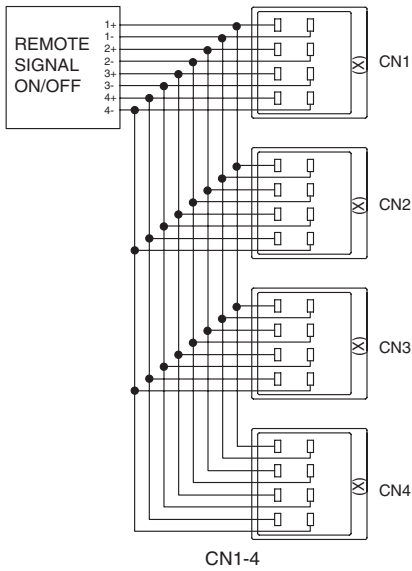 REMOTE
SIGNAL
ON/OFF
1+
1-
2+
2-
3+
3-
4+
4-
CN1
CN2
CN3
CN4
CN1-4